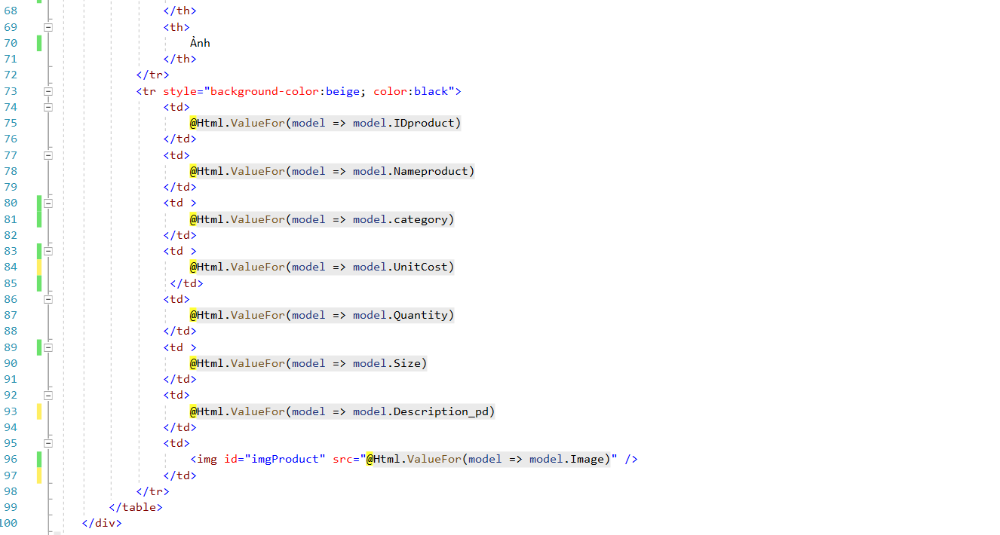 68 </th>
69 <th>
70 Ảnh
71 </th>
72 </tr>
73 <tr style="background-color:beige; color:black">
74 <td>
75 @Html.ValueFor(model => model.IDproduct)
76 </td>
77 <td>
78 @Html.ValueFor(model => model.Nameproduct)
79 </td>
80 <td >
81 @Html.ValueFor(model => model.category)
82 </td>
83 <td >
84 @Html.ValueFor(model => model.UnitCost)
85 </td>
86 <td>
87 @Html.ValueFor(model => model.Quantity)
88 </td>
89 <td >
90 @Html.ValueFor(model => model.Size)
91 </td>
92 <td>
93 @Html.ValueFor(model => model.Description_pd)
94 </td>
95 <td>
96 <img id="imgProduct" src="@Html.ValueFor(model => model.Image)" />
97 </td>
98 </tr>
99 </table>
100 </div>